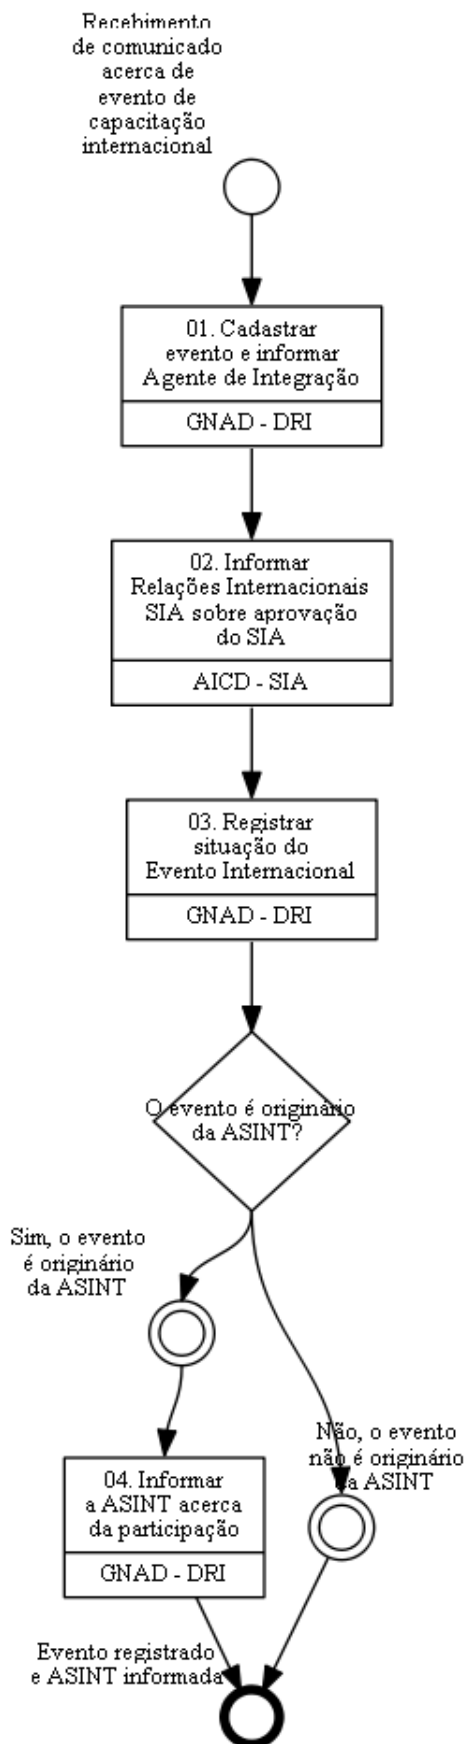 Recebimento
de comunicado
acerca de
evento de
capacitação
internacional
01. Cadastrar
evento e informar
Agente de Integração
GNAD - DRI
02. Informar
Relações Internacionais
SIA sobre aprovação
do SIA
AICD - SIA
03. Registrar
situação do
Evento Internacional
GNAD - DRI
O evento é originário
da ASINT?
Sim, o evento
é originário
da ASINT
Não, o evento
não é originário
da ASINT
04. Informar
a ASINT acerca
da participação
GNAD - DRI
Evento registrado
e ASINT informada